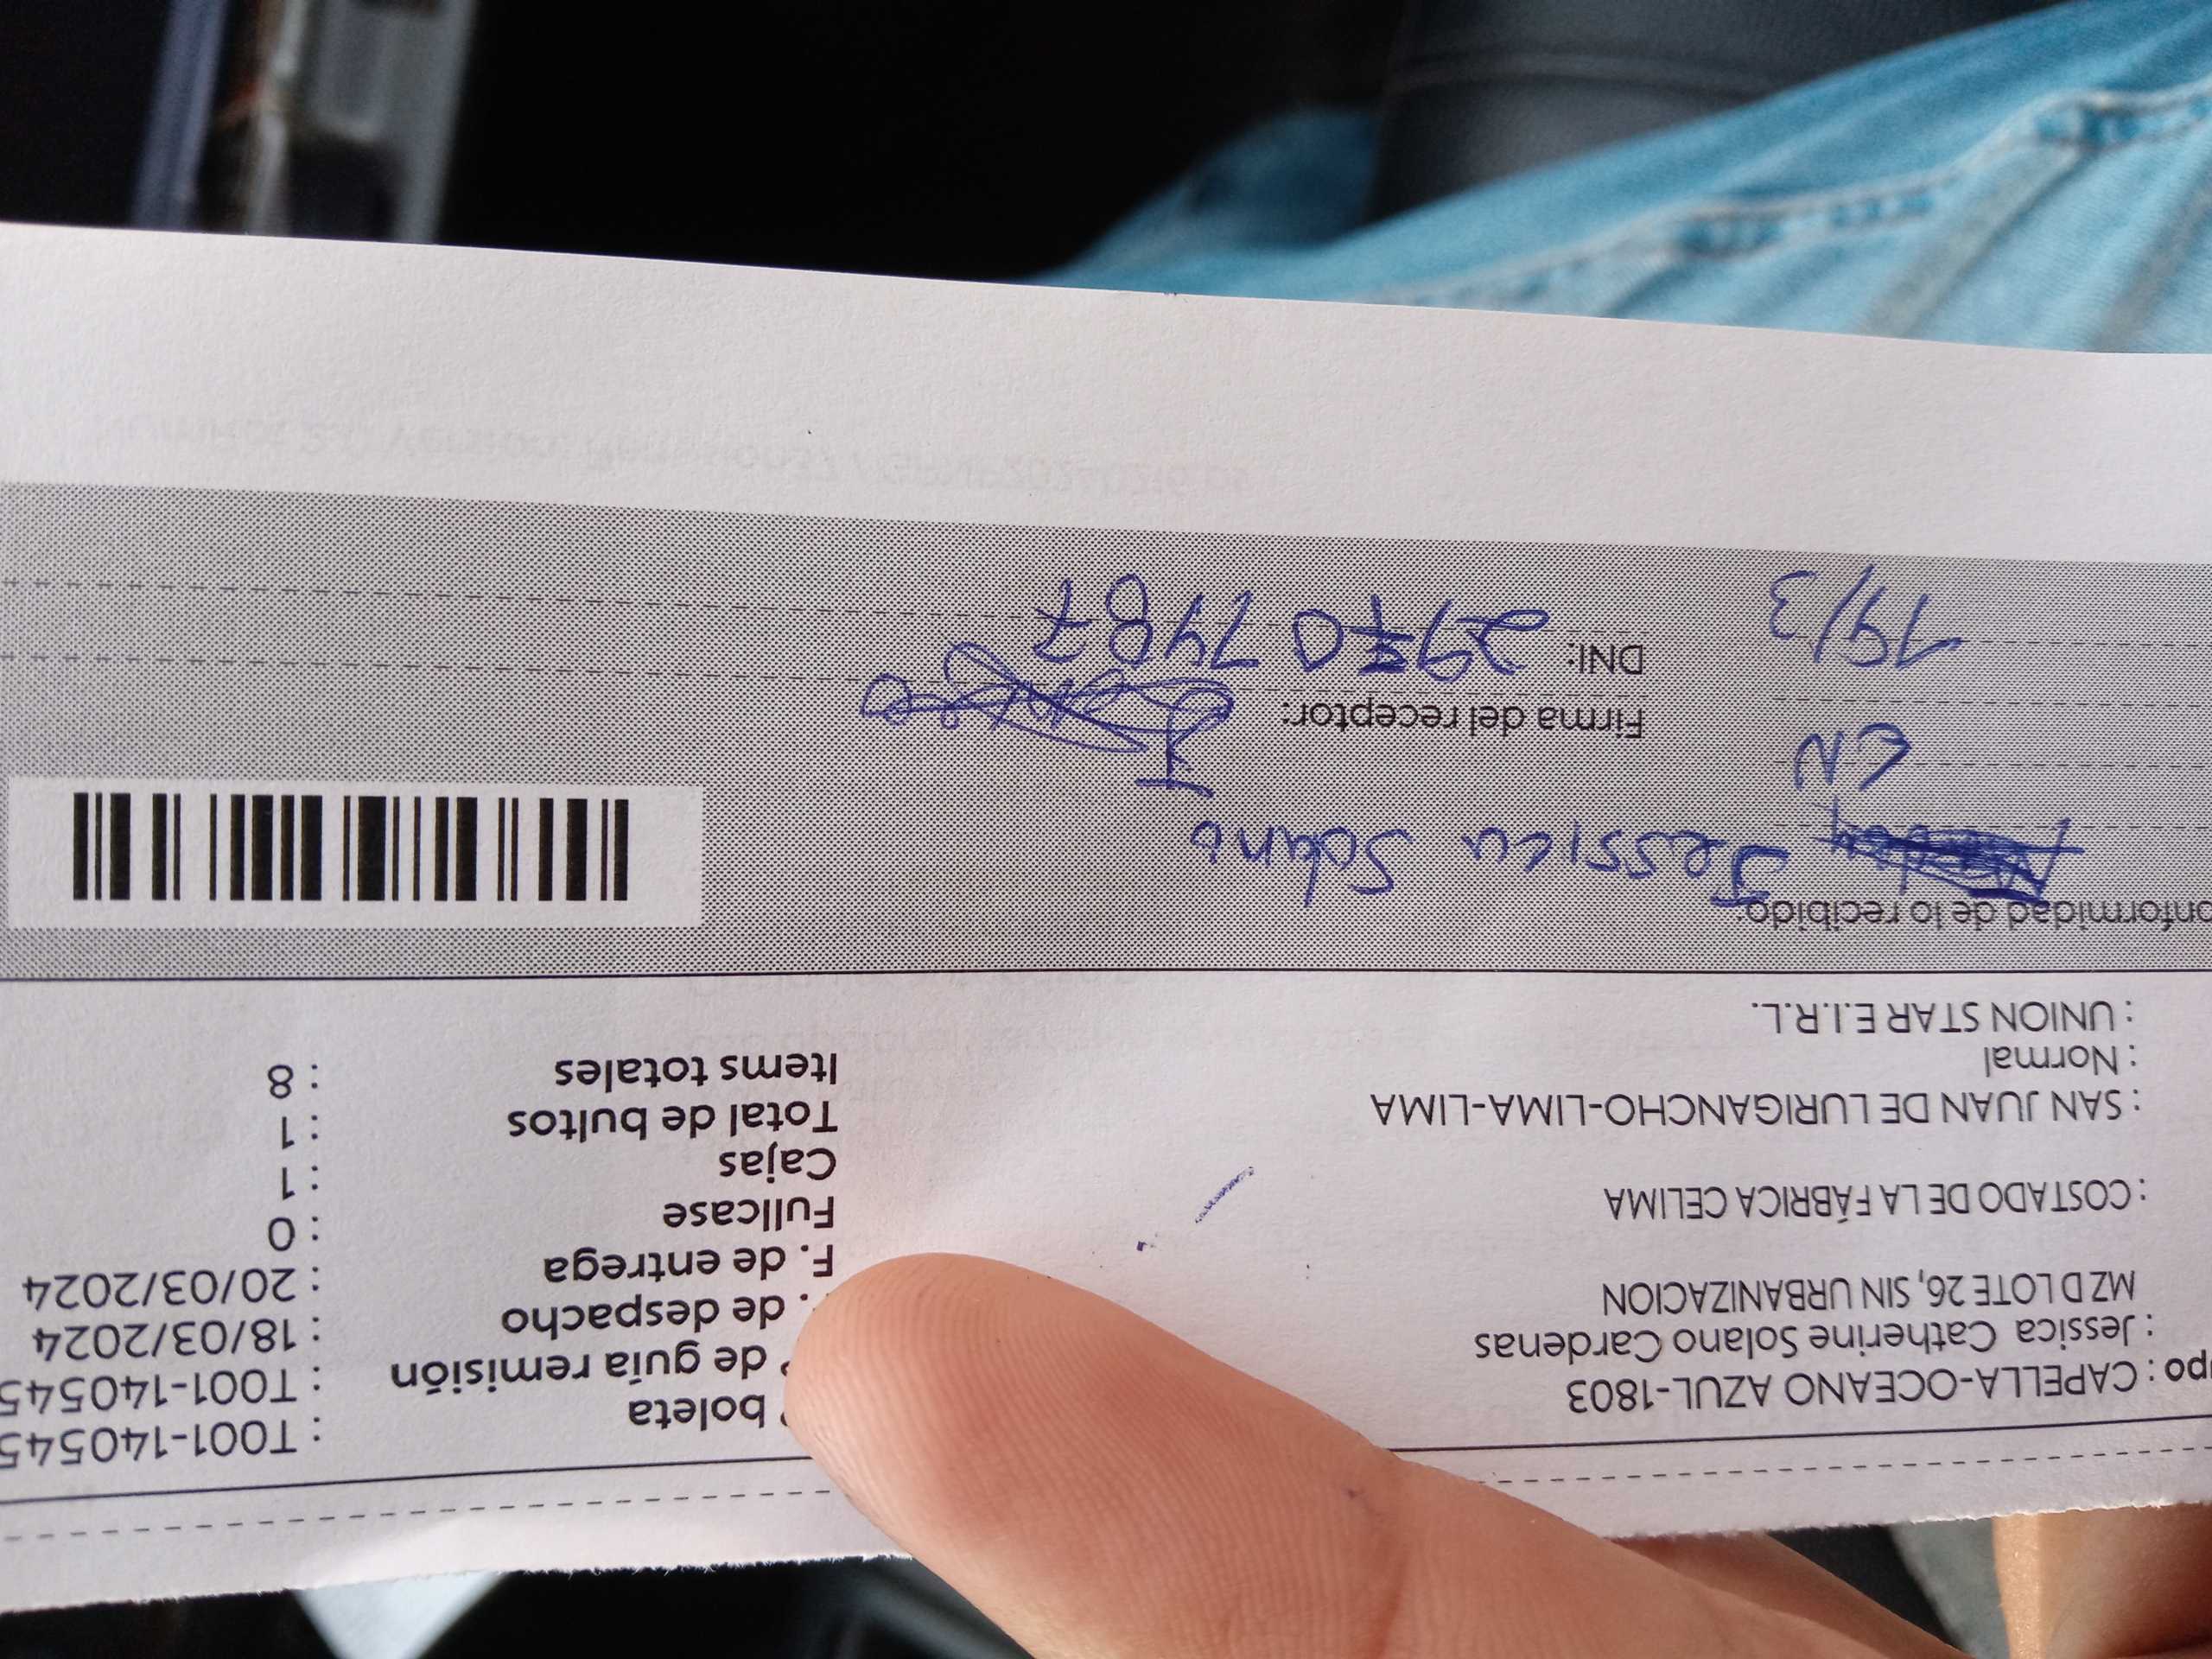 po : CAPELLA-OCEANO AZUL-1803
: Jessica Catherine Solano Cardenas
MZ D LOTE 26, SIN URBANIZACION
: COSTADO DE LA FÁBRICA CELIMA
: SAN JUAN DE LURIGANCHO-LIMA-LIMA
: Normal
: UNION STAR E.I.R.L.
° boleta : T001-140545
° de guía remisión : T001-140545
. de despacho : 18/03/2024
F. de entrega : 20/03/2024
Fullcase : 0
Cajas : 1
Total de bultos : 1
Items totales : 8
onformidad de lo recibido:
Jessica Solano
CN
Firma del receptor:
19/3
DNI: